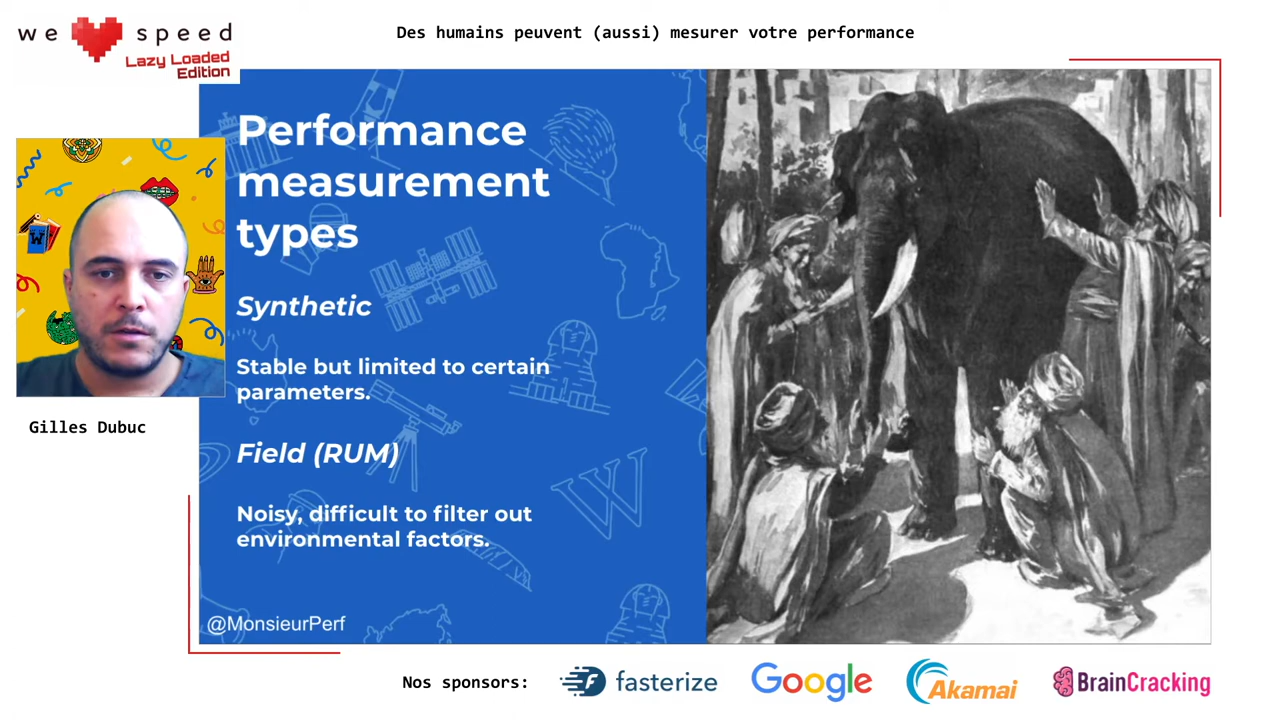 we speed
Lazy Loaded
Edition
Des humains peuvent (aussi) mesurer votre performance
Performance
measurement
types
Synthetic
Stable but limited to certain
parameters.
Field (RUM)
Noisy, difficult to filter out
environmental factors.
@MonsieurPerf
W
W
Gilles Dubuc
Nos sponsors:
F fasterize
Google
Akamai
BrainCracking